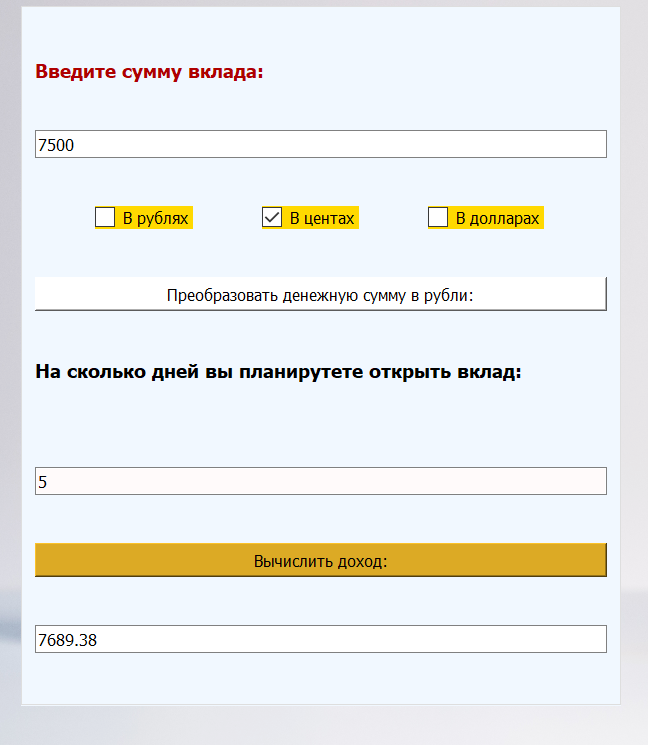 Введите сумму вклада:
7500
В рублях В центах В долларах
Преобразовать денежную сумму в рубли:
На сколько дней вы планирутете открыть вклад:
5
Вычислить доход:
7689.38